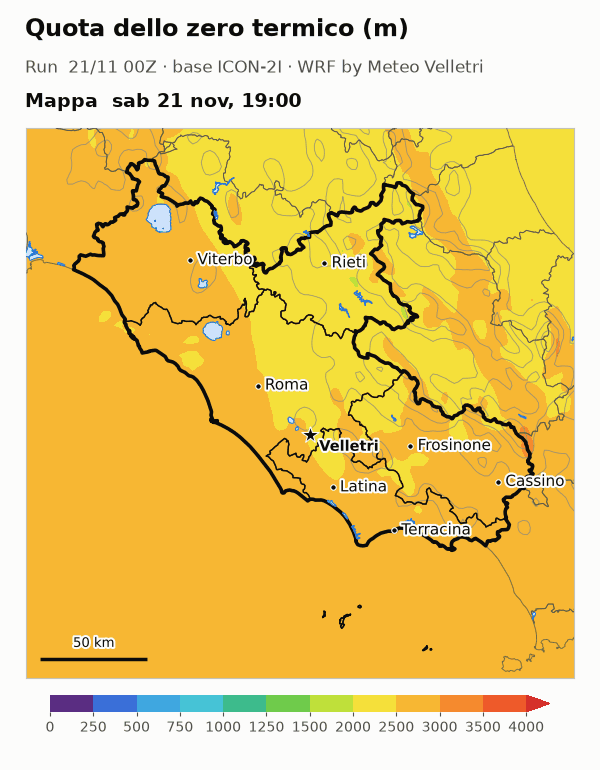 Quota dello zero termico (m)
Run 21/11 00Z · base ICON-2I · WRF by Meteo Velletri
Mappa sab 21 nov, 19:00
Viterbo
Rieti
Roma
Velletri
Frosinone
Latina
Cassino
Terracina
50 km
0 250 500 750 1000 1250 1500 2000 2500 3000 3500 4000